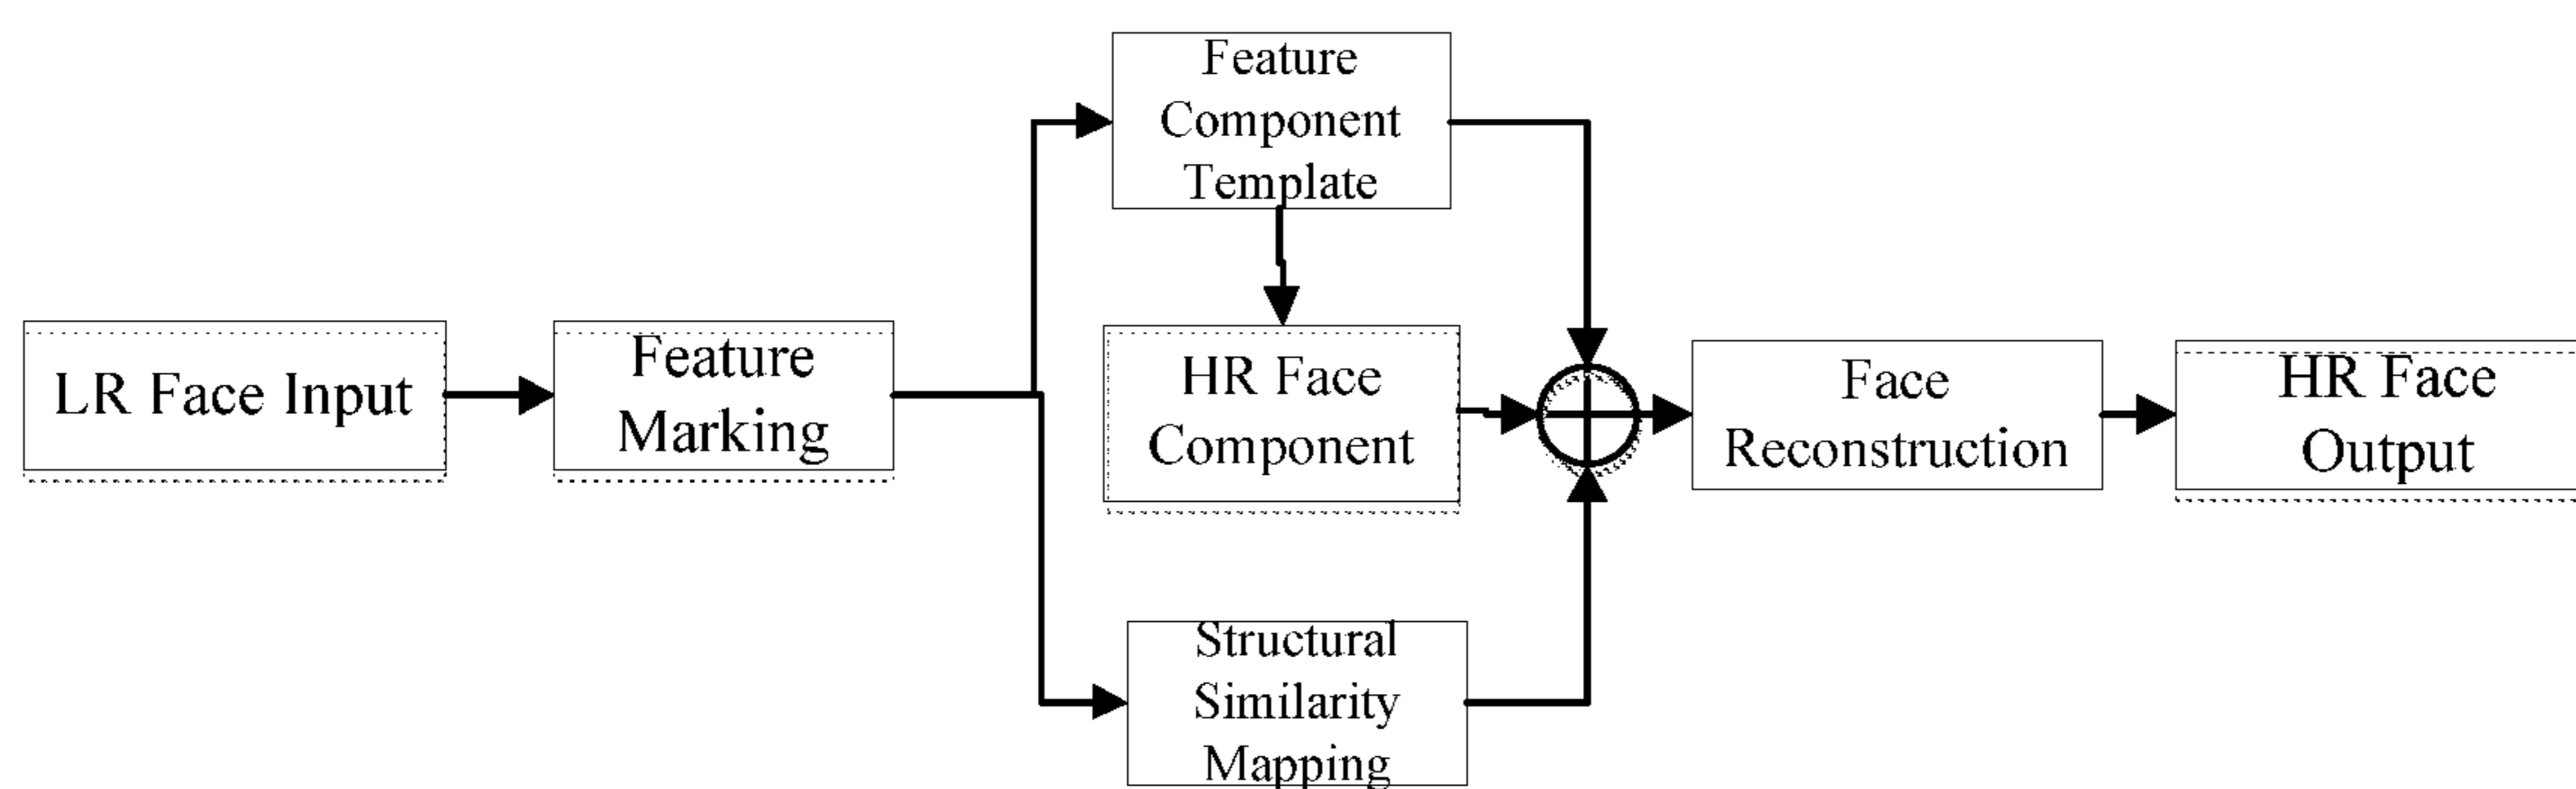 LR Face Input
Feature
Marking
Feature
Component
Template
HR Face
Component
Structural
Similarity
Mapping
Face
Reconstruction
HR Face
Output